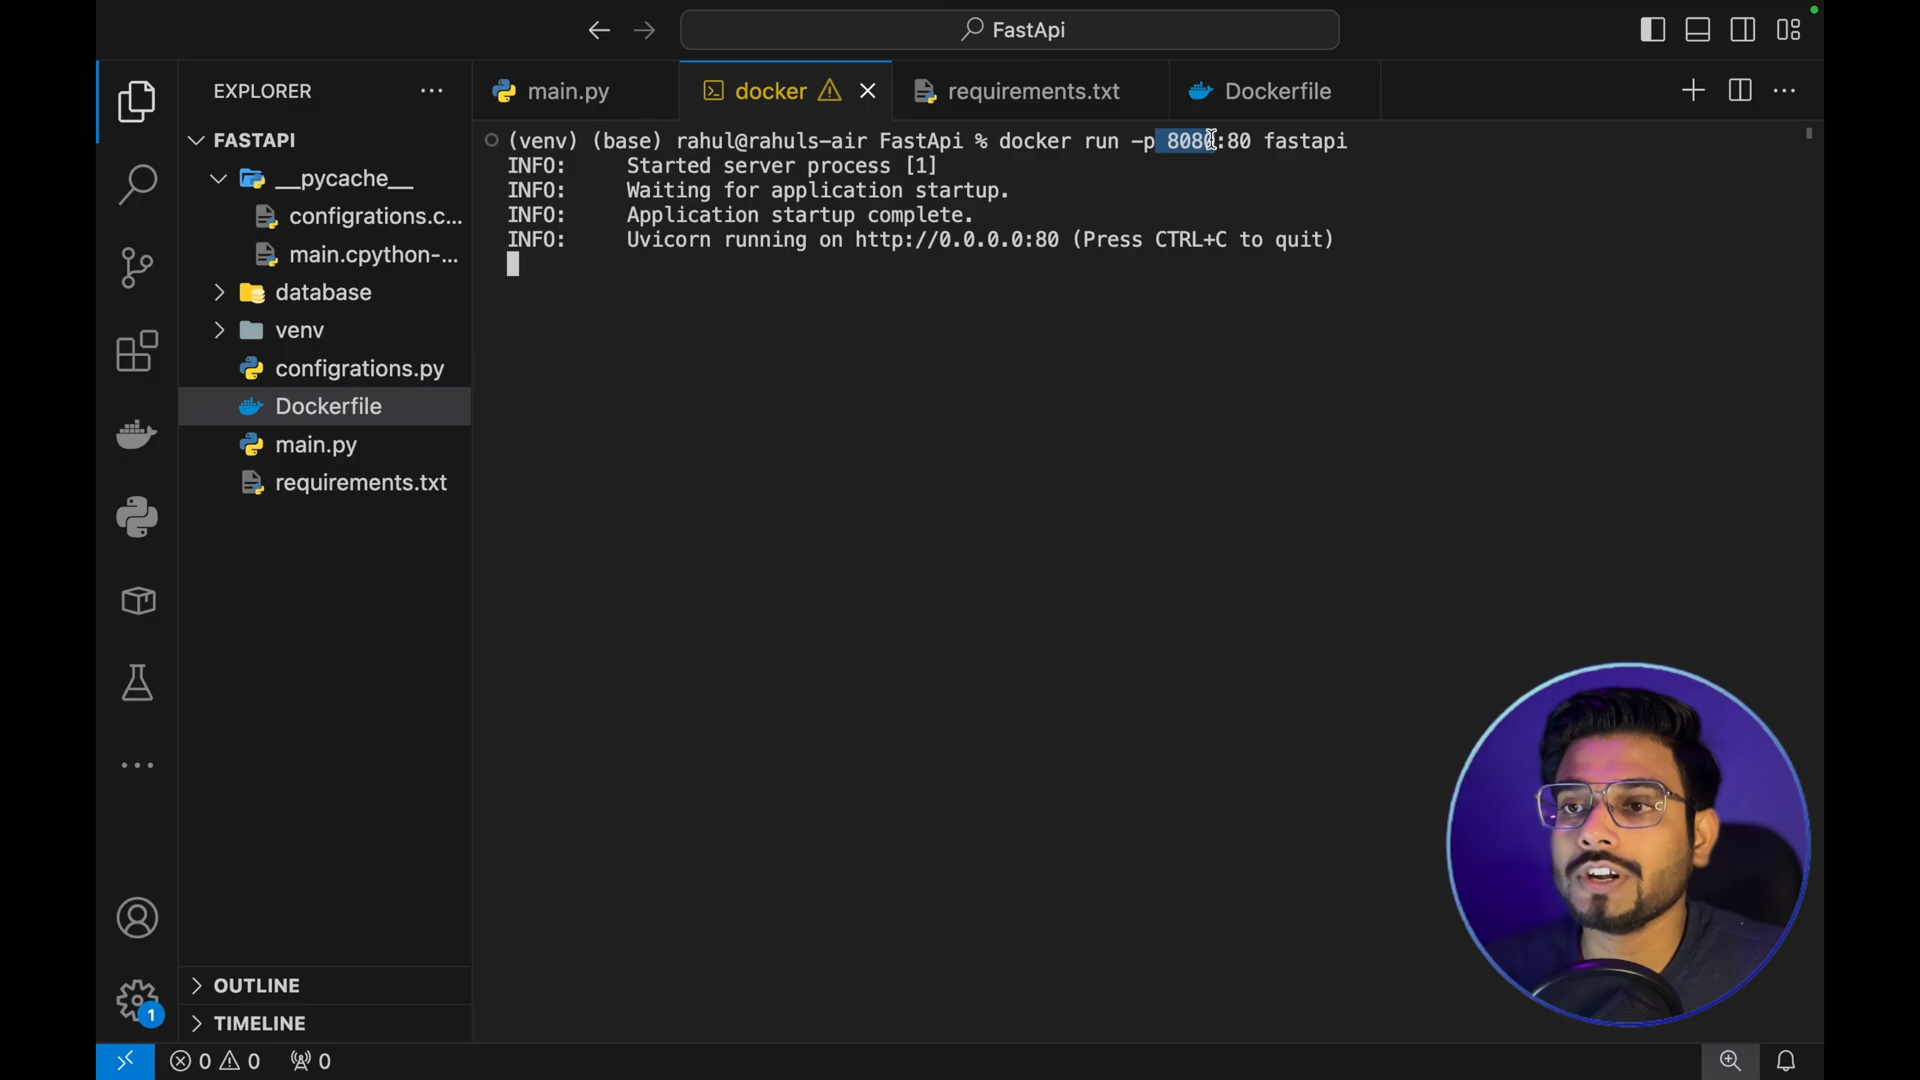 FastApi
EXPLORER
FASTAPI
__pycache__
configrations.c...
main.cpython-...
database
venv
configrations.py
Dockerfile
main.py
requirements.txt
OUTLINE
TIMELINE
main.py
docker
requirements.txt
Dockerfile
(venv) (base) rahul@rahuls-air FastApi % docker run -p 8080:80 fastapi
INFO: Started server process [1]
INFO: Waiting for application startup.
INFO: Application startup complete.
INFO: Uvicorn running on http://0.0.0.0:80 (Press CTRL+C to quit)
1
0 0 0